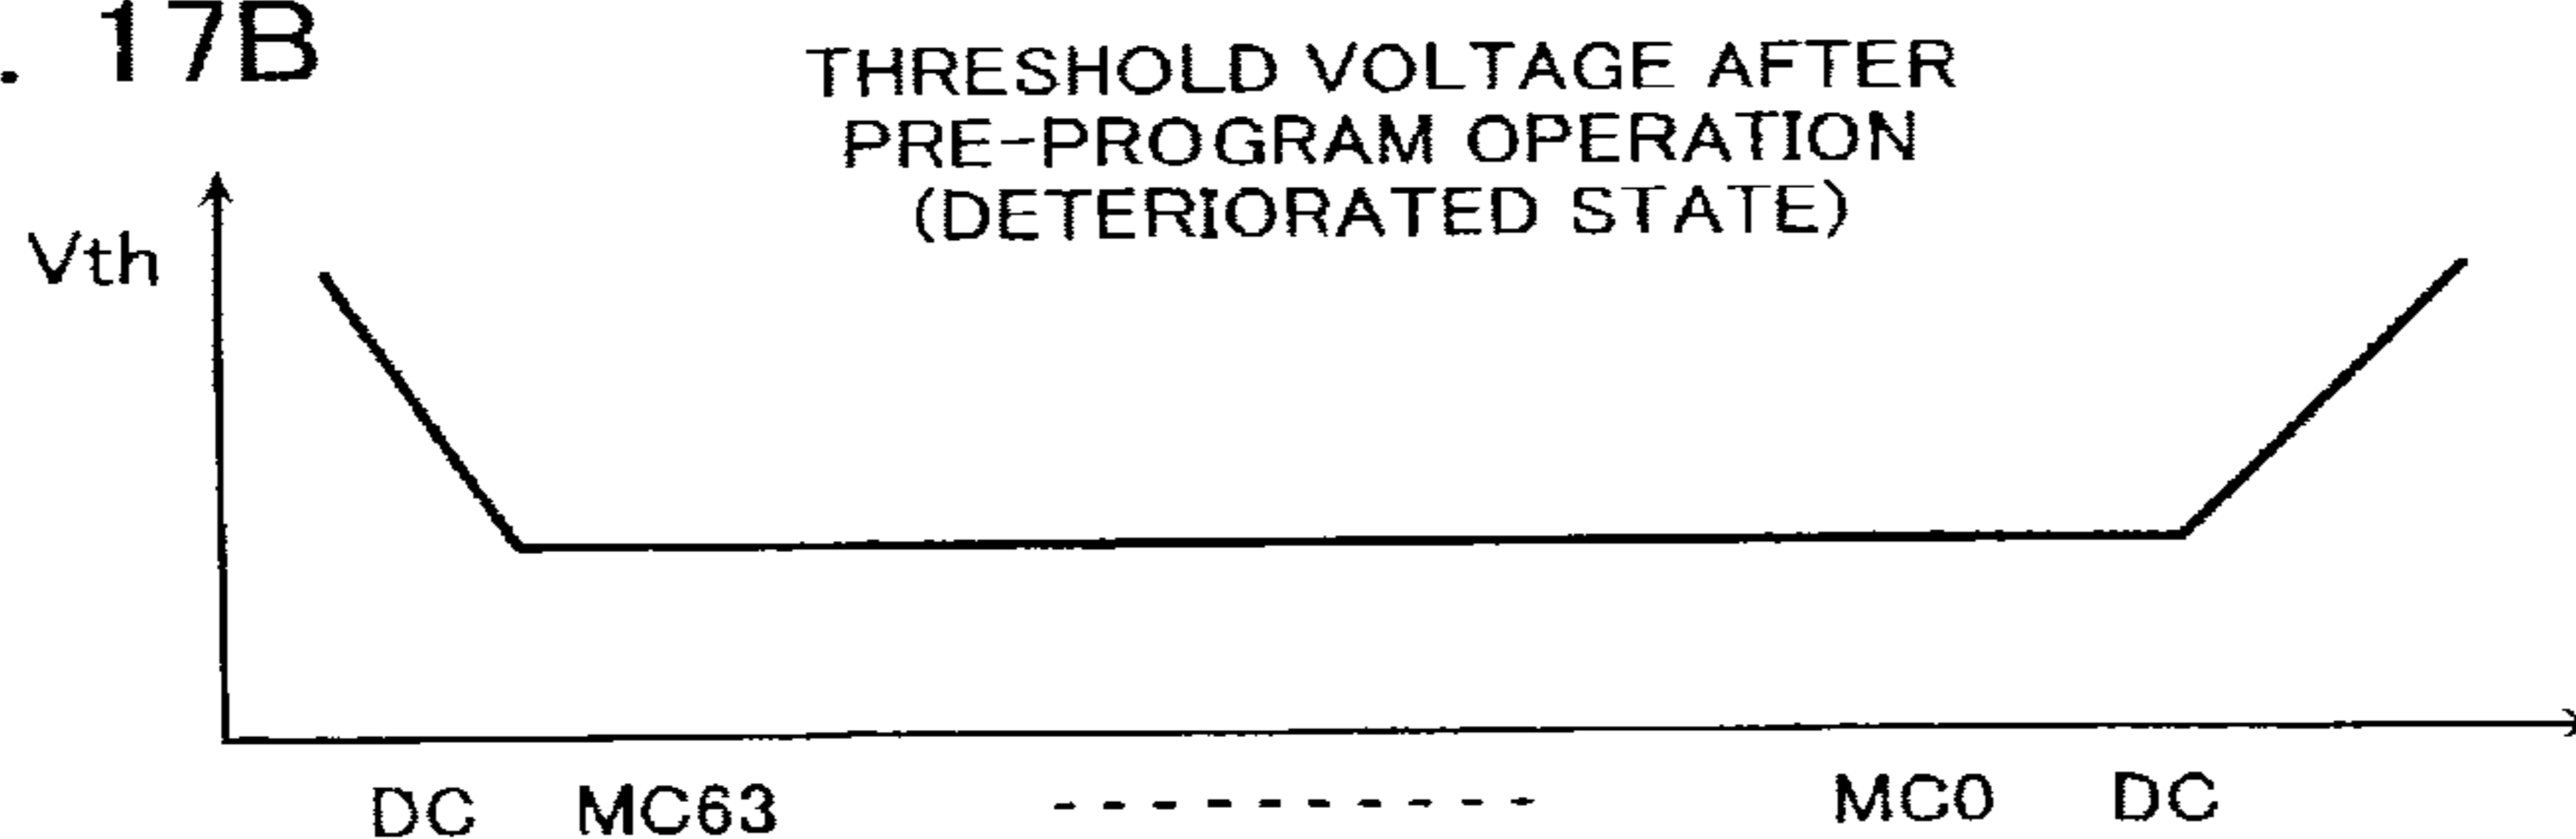 . 17B
THRESHOLD VOLTAGE AFTER
PRE-PROGRAM OPERATION
(DETERIORATED STATE)
Vth
DC MC63 ---------- MC0 DC